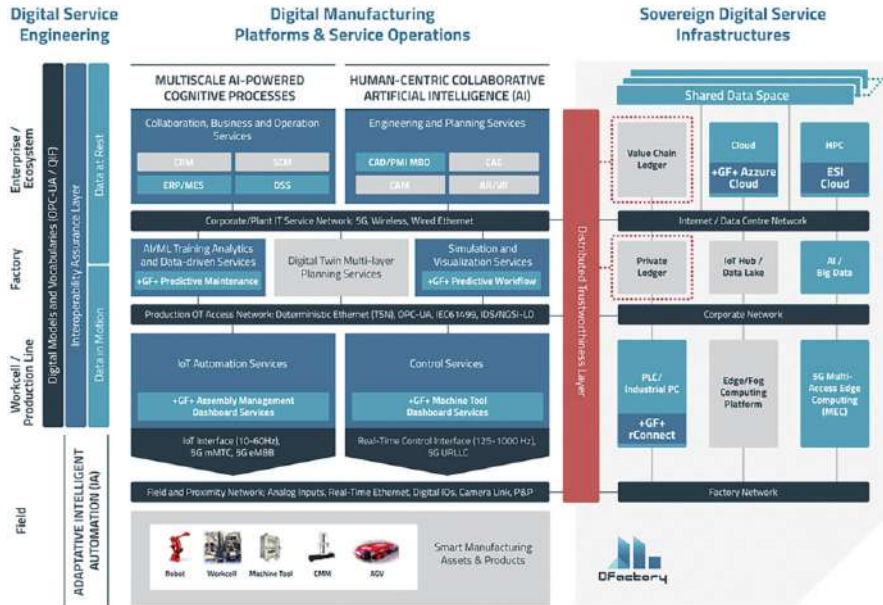 Digital Service
Engineering
Digital Manufacturing
Platforms & Service Operations
Sovereign Digital Service
Infrastructures
Enterprise /
Ecosystem
Factory
Workcell /
Production Line
Field
Digital Models and Vocabularies (OPC-UA / QIF)
Interoperability Assurance Layer
Data at-Rest
Data in Motion
ADAPTATIVE INTELLIGENT
AUTOMATION (IA)
MULTISCALE AI-POWERED
COGNITIVE PROCESSES
HUMAN-CENTRIC COLLABORATIVE
ARTIFICIAL INTELLIGENCE (AI)
Collaboration, Business and Operation
Services
CRM
SCM
ERP/MES
DSS
Engineering and Planning Services
CAD/PMI MBD
CAE
CAM
AR/VR
Corporate/Plant IT Service Network: 5G, Wireless, Wired Ethernet
AI/ML Training Analytics
and Data-driven Services
+GF+ Predictive Maintenance
Digital Twin Multi-layer
Planning Services
Simulation and
Visualization Services
+GF+ Predictive Workflow
Production OT Access Network: Deterministic Ethernet (TSN), OPC-UA, IEC61499, IDS/NGSI-LD
IoT Automation Services
+GF+ Assembly Management
Dashboard Services
IoT Interface (10-60Hz),
5G mMTC, 5G eMBB
Control Services
+GF+ Machine Tool
Dashboard Services
Real-Time Control Interface (125-1000 Hz),
5G URLLC
Field and Proximity Network: Analog Inputs, Real-Time Ethernet, Digital IOs, Camera Link, P&P
Robot
Workcell
Machine Tool
CMM
AGV
Smart Manufacturing
Assets & Products
Distributed Trustworthiness Layer
Shared Data Space
Value Chain
Ledger
Cloud
+GF+ Azzure
Cloud
HPC
ESI
Cloud
Internet / Data Centre Network
Private
Ledger
IoT Hub /
Data Lake
AI /
Big Data
Corporate Network
PLC/
Industrial PC
+GF+
rConnect
Edge/Fog
Computing
Platform
5G Multi-
Access Edge
Computing
(MEC)
Factory Network
DFactory